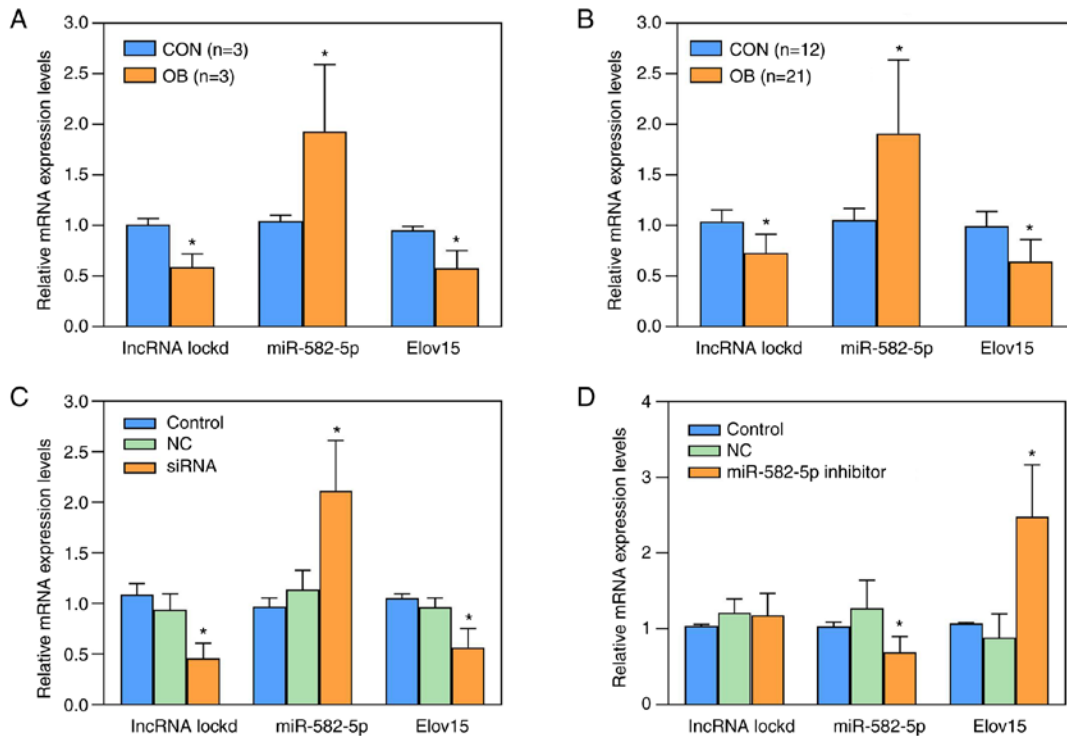 A
Relative mRNA expression levels
3.0
2.5
2.0
1.5
1.0
0.5
0.0
CON (n=3)
OB (n=3)
*
*
*
lncRNA lockd
miR-582-5p
Elov15
B
Relative mRNA expression levels
3.0
2.5
2.0
1.5
1.0
0.5
0.0
CON (n=12)
OB (n=21)
*
*
*
lncRNA lockd
miR-582-5p
Elov15
C
Relative mRNA expression levels
3.0
2.5
2.0
1.5
1.0
0.5
0.0
Control
NC
siRNA
*
*
*
lncRNA lockd
miR-582-5p
Elov15
D
Relative mRNA expression levels
4
3
2
1
0
Control
NC
miR-582-5p inhibitor
*
*
lncRNA lockd
miR-582-5p
Elov15